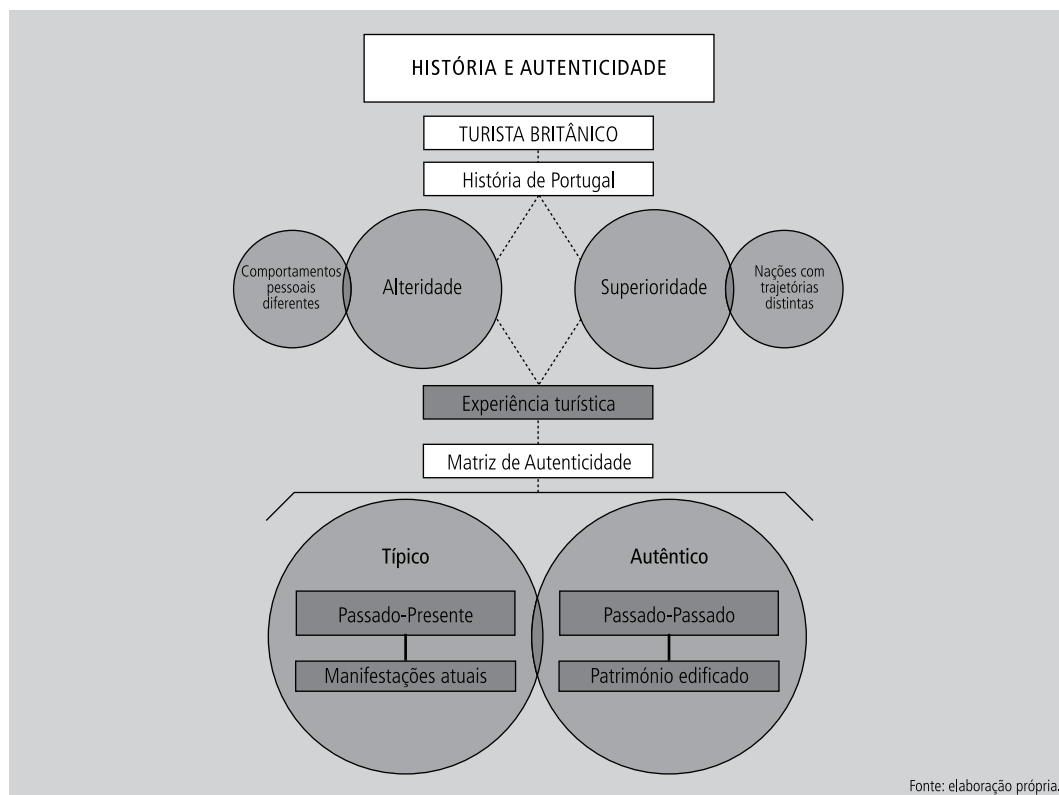 HISTÓRIA E AUTENTICIDADE
TURISTA BRITÂNICO
História de Portugal
Comportamentos
pessoais
diferentes
Alteridade
Superioridade
Nações com
trajetórias
distintas
Experiência turística
Matriz de Autenticidade
Típico
Passado-Presente
Manifestações atuais
Autêntico
Passado-Passado
Património edificado
Fonte: elaboração própria.